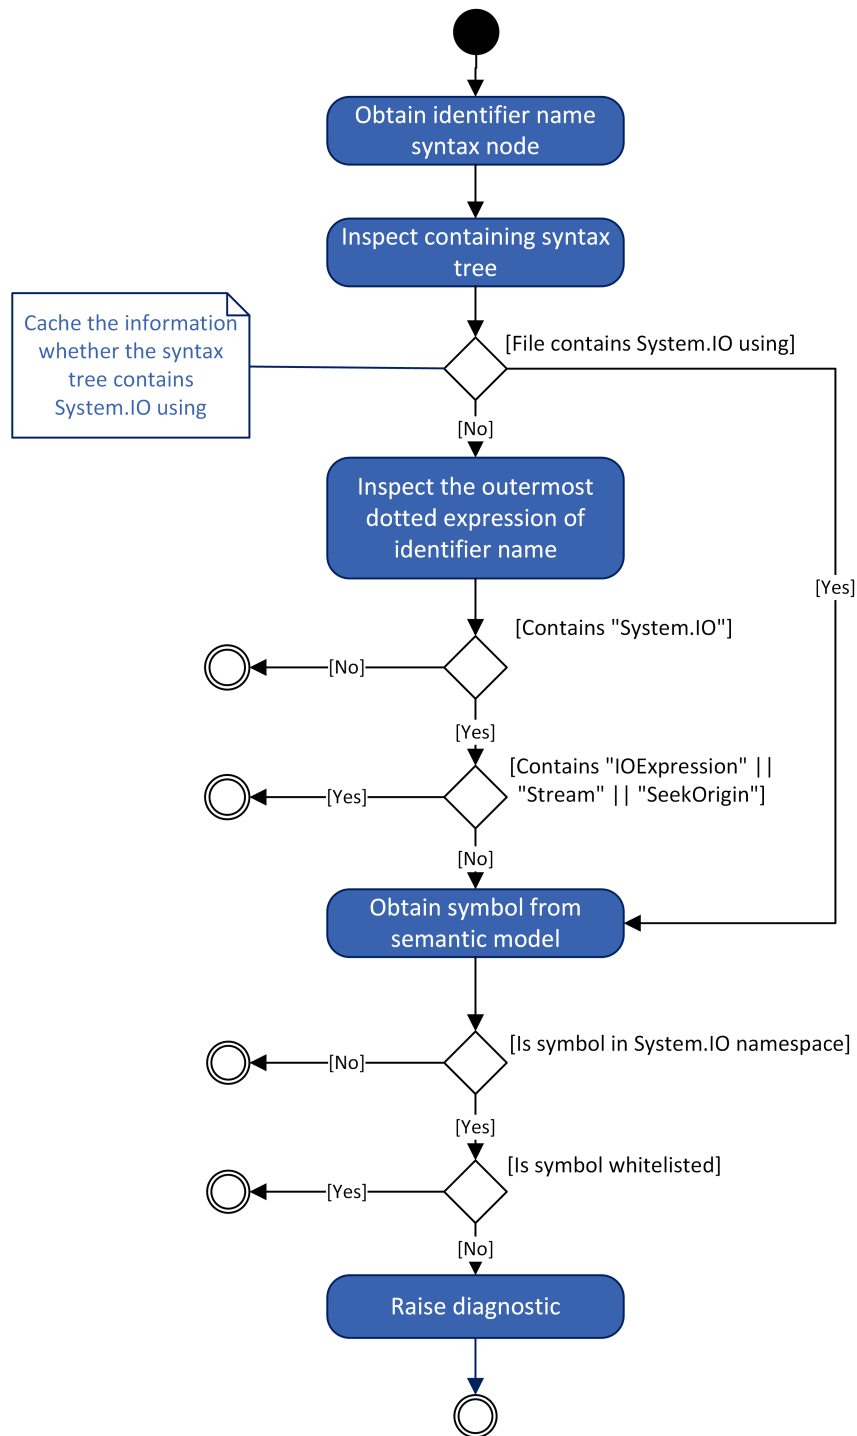 Obtain identifier name
syntax node
Inspect containing syntax
tree
Cache the information
whether the syntax
tree contains
System.IO using
[File contains System.IO using]
[No]
Inspect the outermost
dotted expression of
identifier name
[Yes]
[Contains "System.IO"]
[No]
[Yes]
[Contains "IOExpression" ||
"Stream" || "SeekOrigin"]
[Yes]
[No]
Obtain symbol from
semantic model
[Is symbol in System.IO namespace]
[No]
[Yes]
[Is symbol whitelisted]
[Yes]
[No]
Raise diagnostic